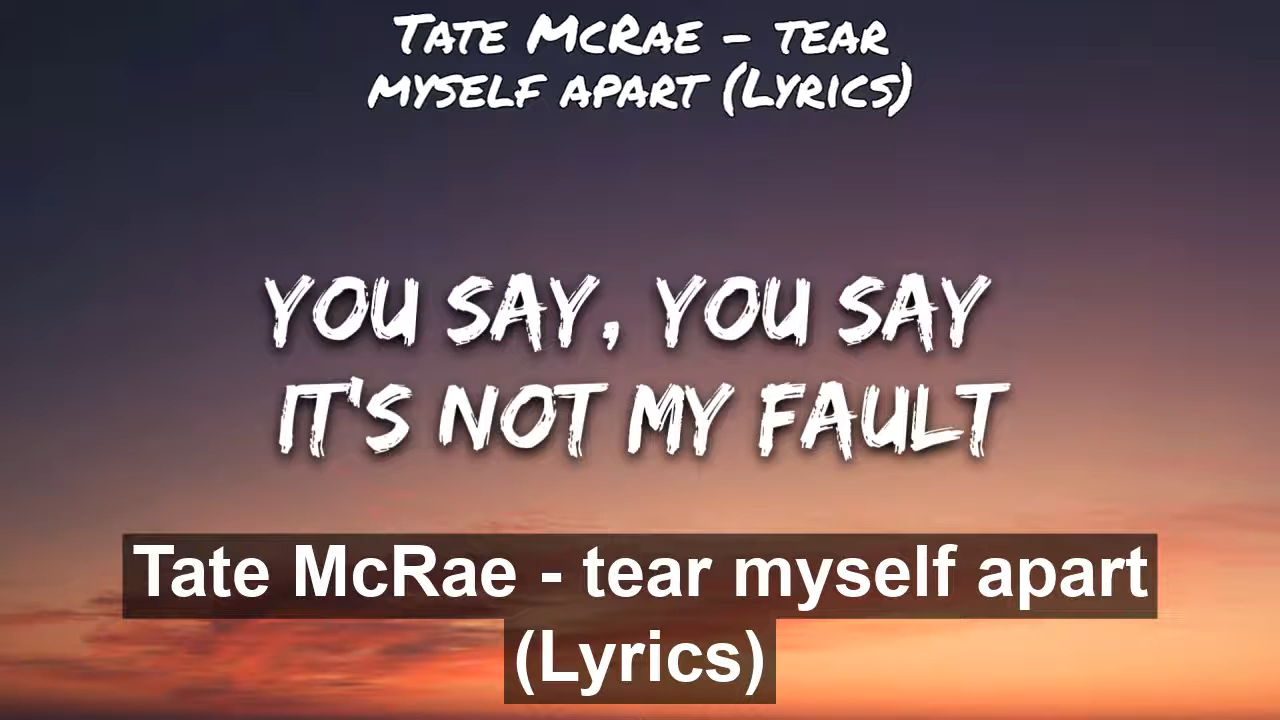 TATE MCRAE - TEAR
MYSELF APART (LYRICS)
YOU SAY, YOU SAY
IT'S NOT MY FAULT
Tate McRae - tear myself apart
(Lyrics)